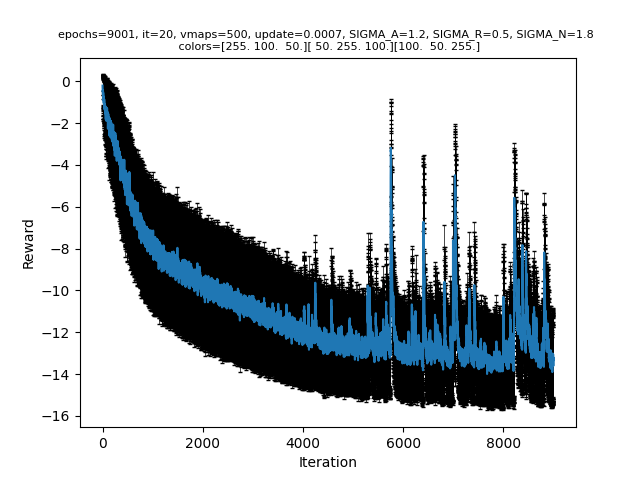 epochs=9001, it=20, vmaps=500, update=0.0007, SIGMA_A=1.2, SIGMA_R=0.5, SIGMA_N=1.8
colors=[255. 100.  50.][ 50. 255. 100.][100.  50. 255.]
0
−2
−4
−6
−8
−10
−12
−14
−16
Reward
0 2000 4000 6000 8000
Iteration